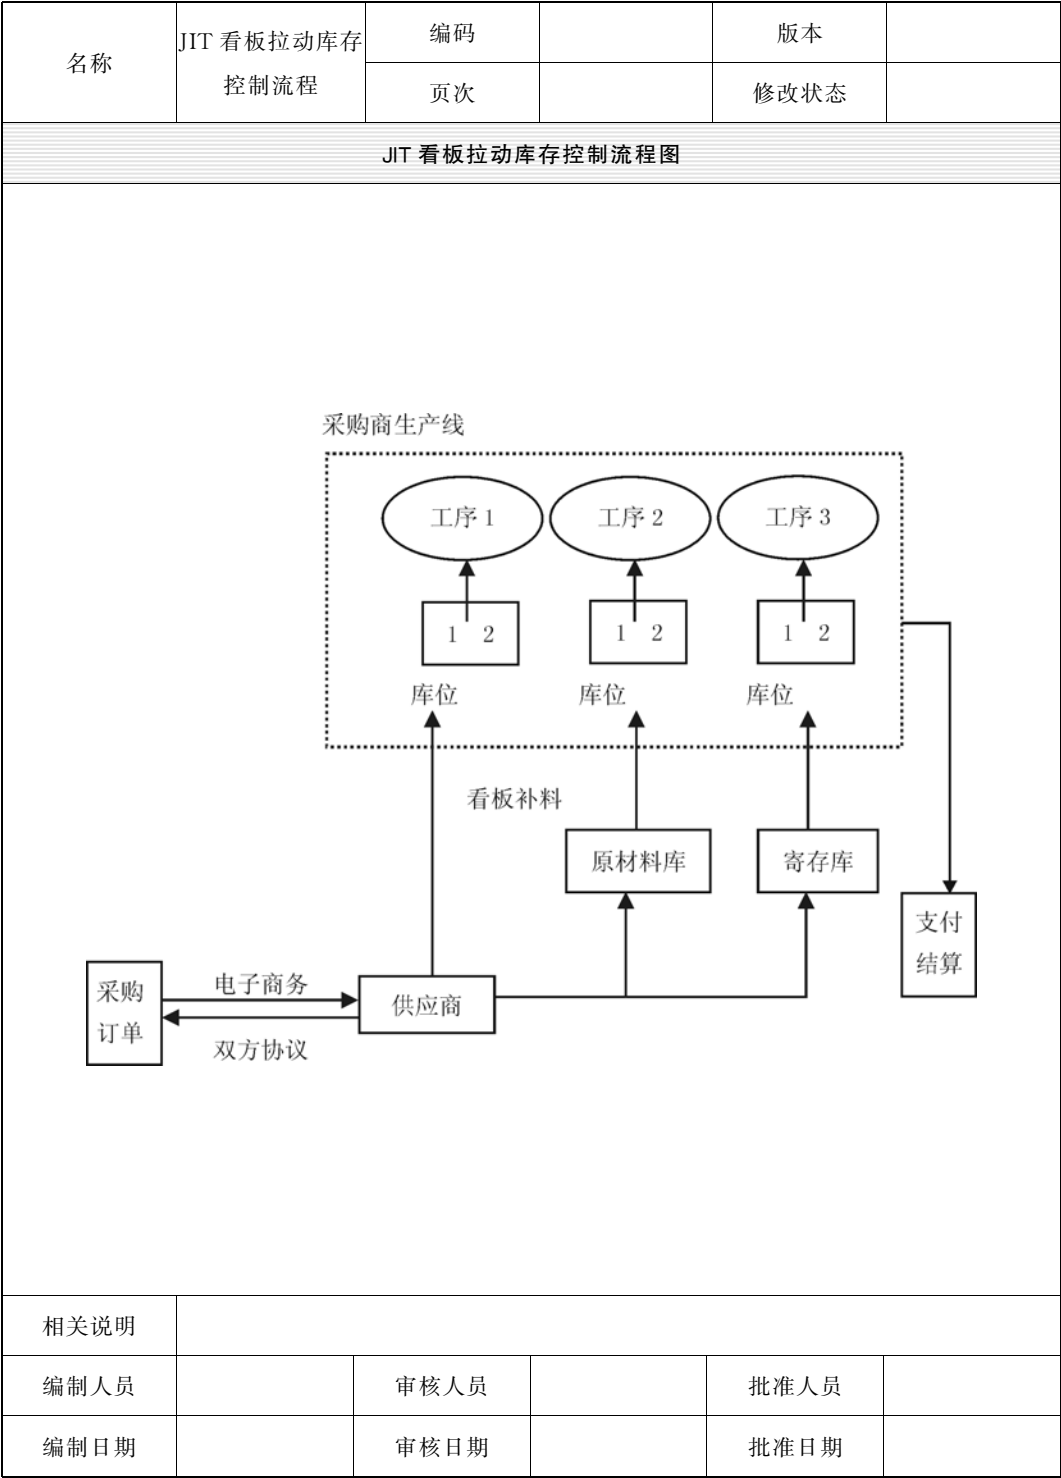 名称
JIT 看板拉动库存
控制流程
编码
版本
页次
修改状态
JIT 看板拉动库存控制流程图
采购商生产线
工序 1
工序 2
工序 3
1 2
1 2
1 2
库位
库位
库位
看板补料
原材料库
寄存库
支付
结算
采购
订单
电子商务
双方协议
供应商
相关说明
编制人员
审核人员
批准人员
编制日期
审核日期
批准日期